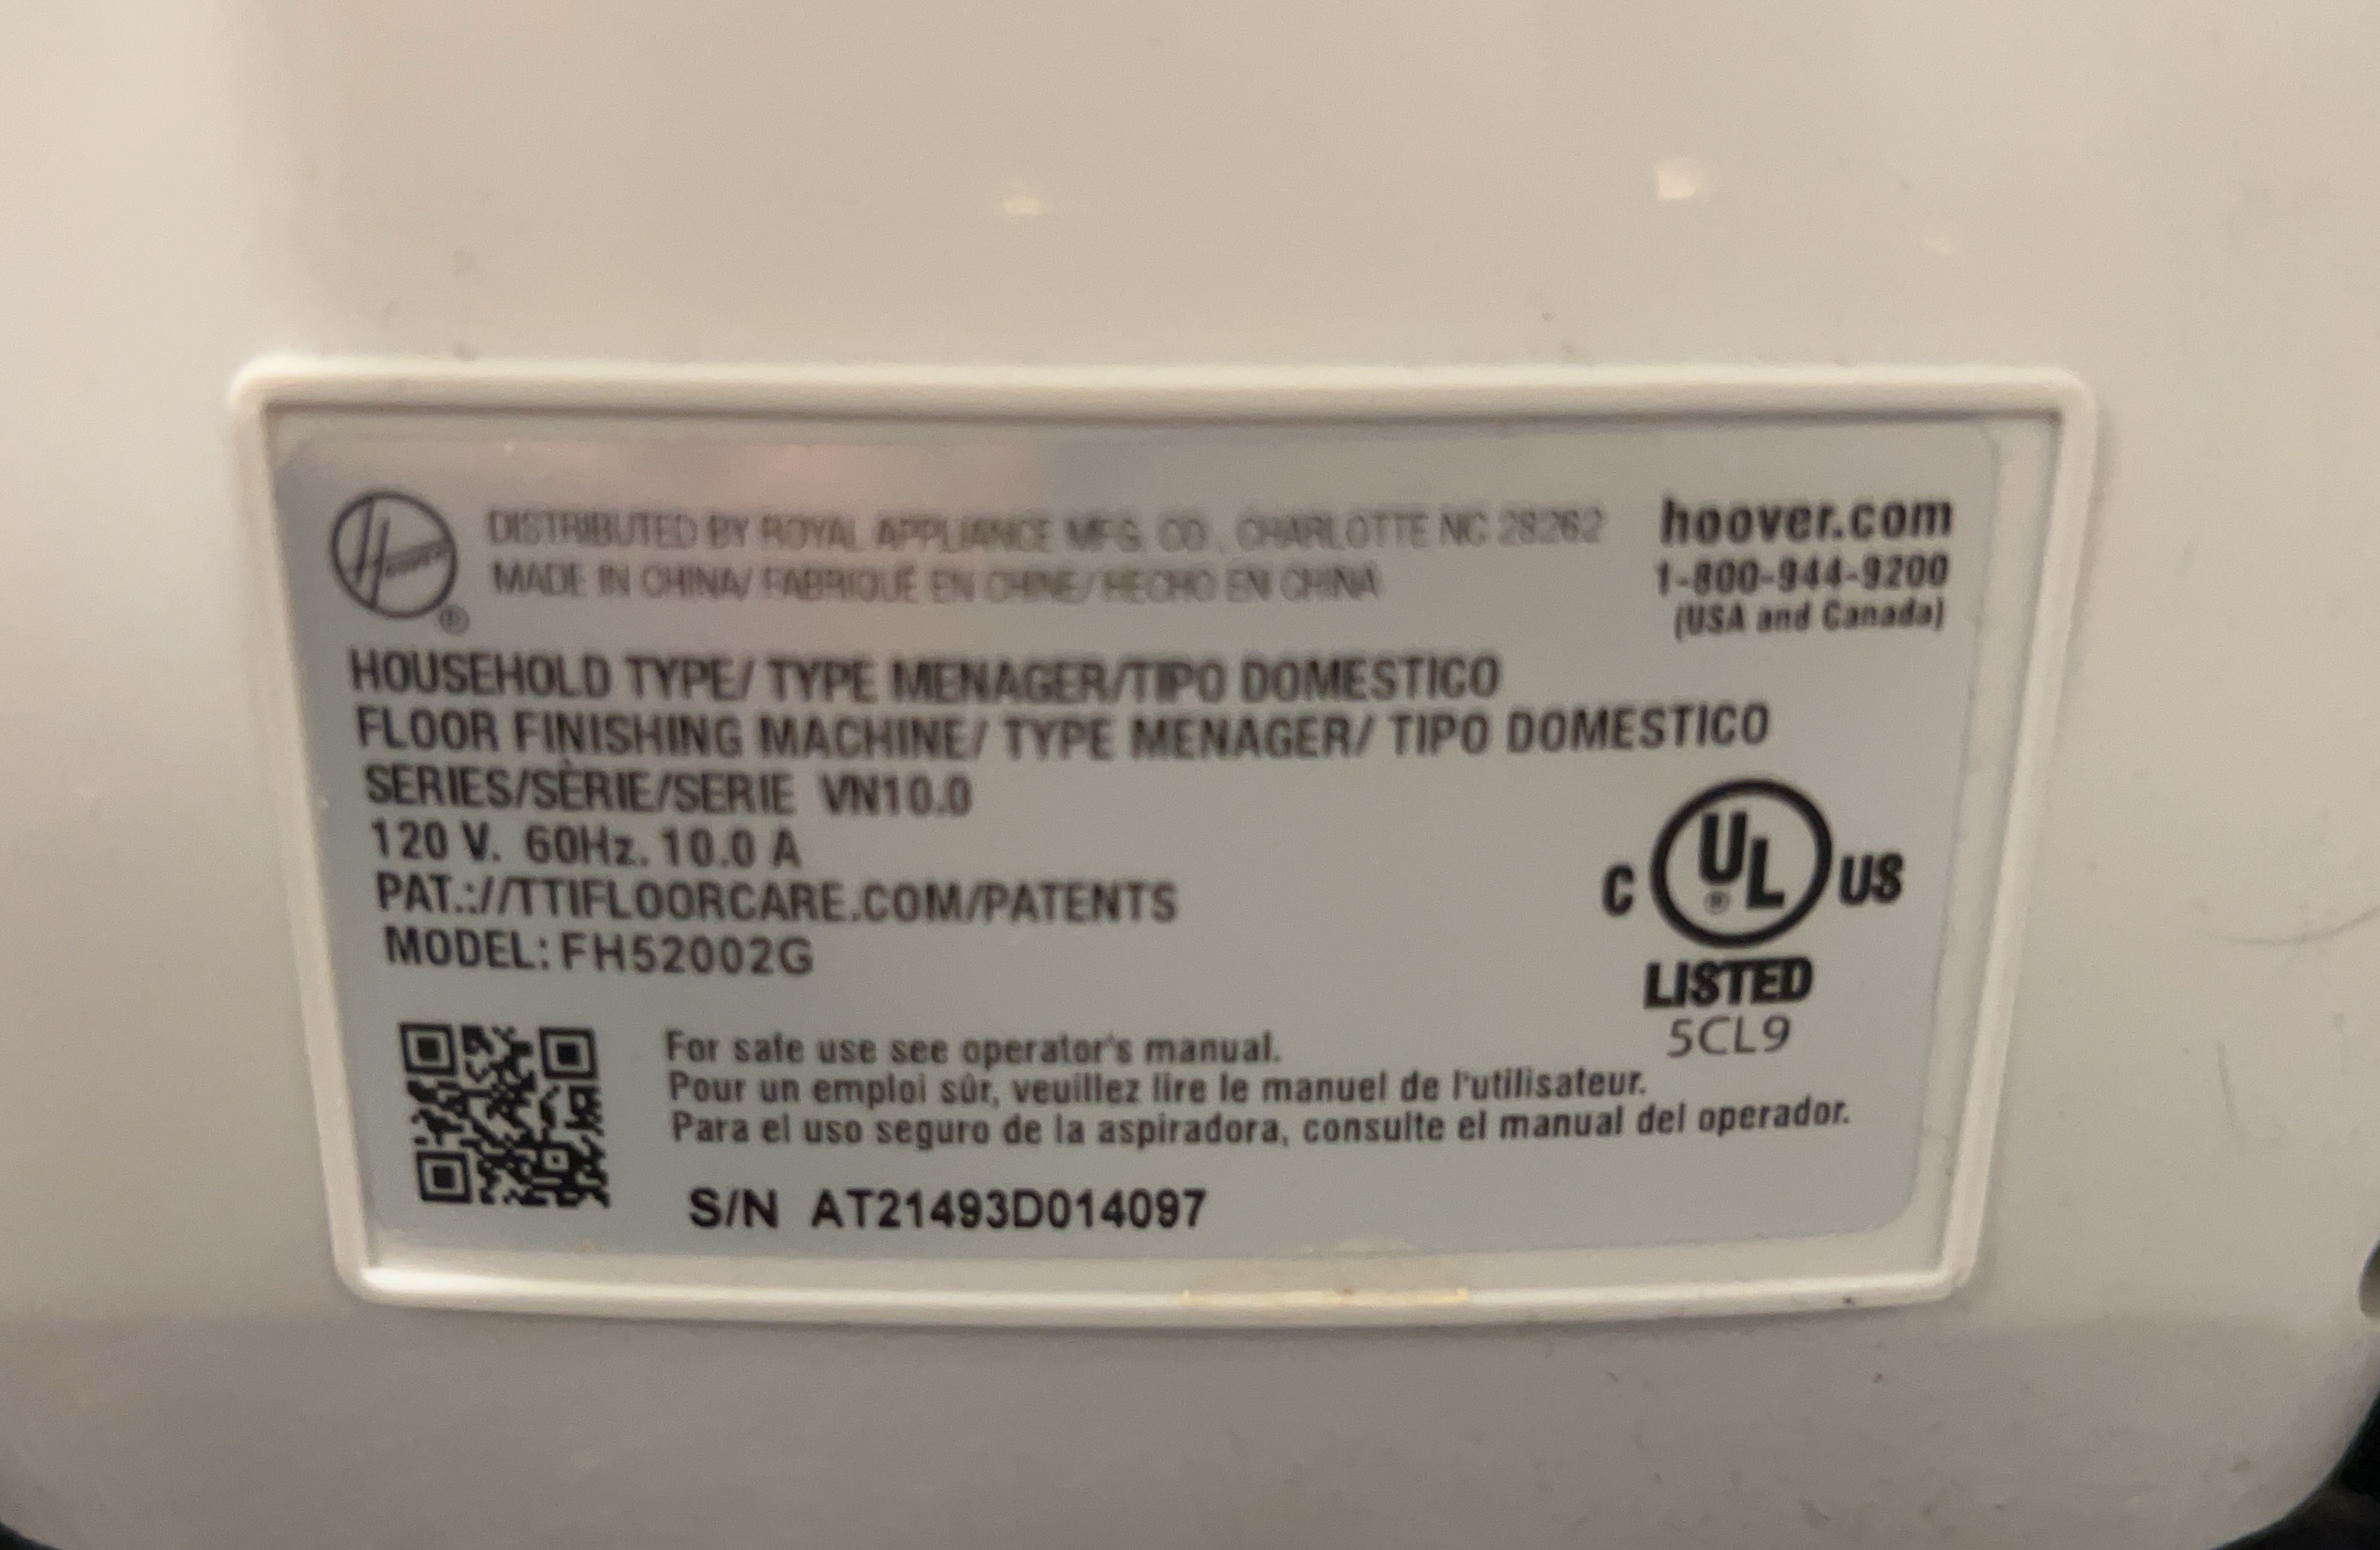 Hoover
®
DISTRIBUTED BY ROYAL APPLIANCE MFG. CO., CHARLOTTE NC 28262
MADE IN CHINA/ FABRIQUÉ EN CHINE/HECHO EN CHINA
hoover.com
1-800-944-9200
(USA and Canada)
HOUSEHOLD TYPE/ TYPE MENAGER/TIPO DOMESTICO
FLOOR FINISHING MACHINE/ TYPE MENAGER/ TIPO DOMESTICO
SERIES/SÈRIE/SERIE VN10.0
120 V. 60Hz. 10.0 A
PAT.://TTIFLOORCARE.COM/PATENTS
MODEL: FH52002G
C UL® US
LISTED
5CL9
For safe use see operator's manual.
Pour un emploi sûr, veuillez lire le manuel de l'utilisateur.
Para el uso seguro de la aspiradora, consulte el manual del operador.
S/N AT21493D014097